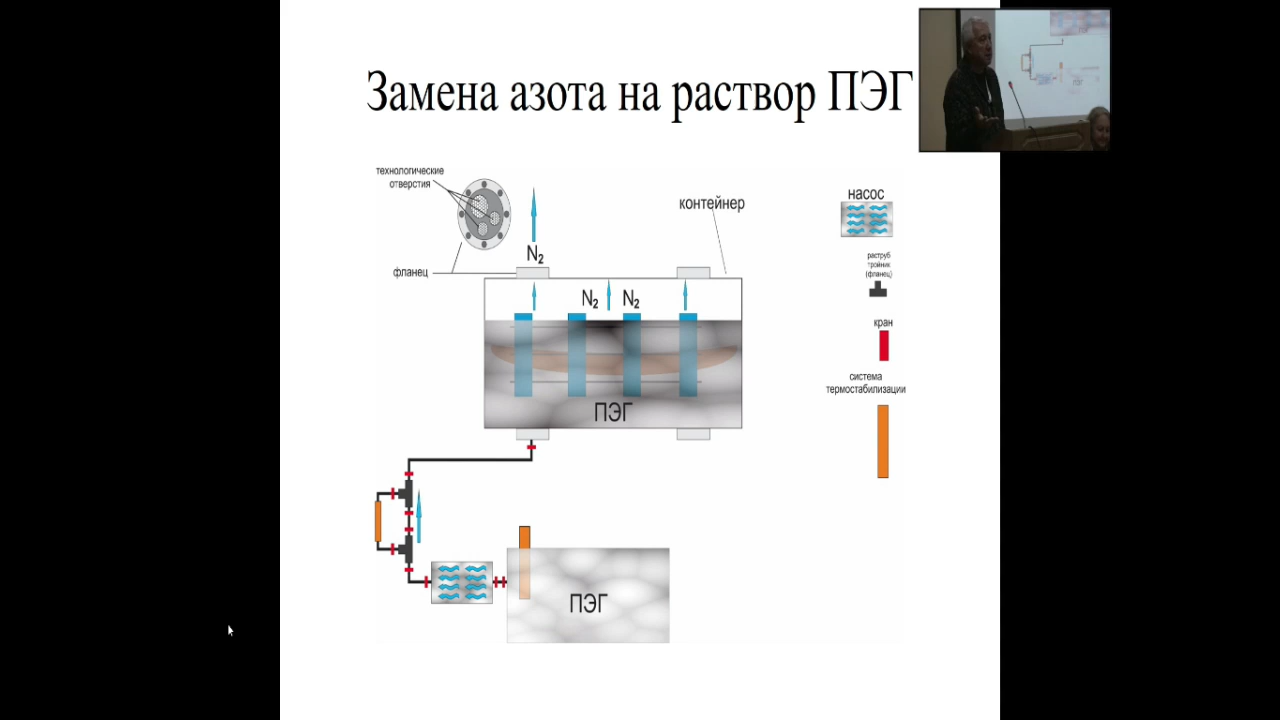 Замена азота на раствор ПЭГ
технологические
отверстия
контейнер
насос
N₂
фланец
раструб
тройник
(фланец)
N₂
N₂
кран
система
термостабилизации
ПЭГ
ПЭГ